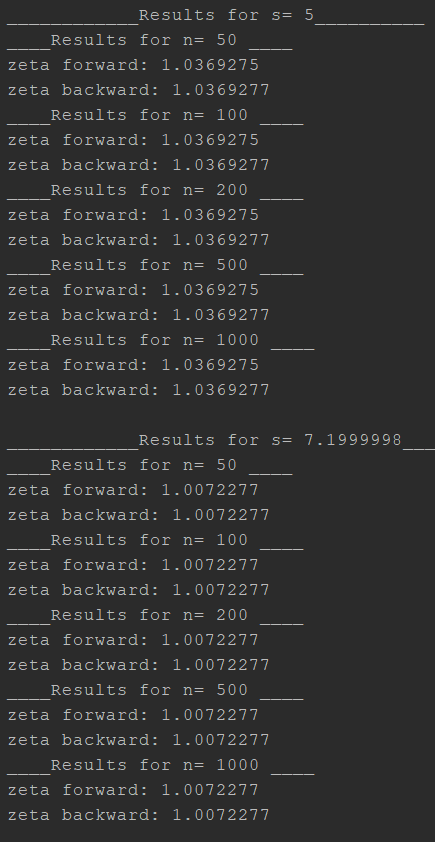 ____________Results for s= 5__________
____Results for n= 50 ____
zeta forward: 1.0369275
zeta backward: 1.0369277
____Results for n= 100 ____
zeta forward: 1.0369275
zeta backward: 1.0369277
____Results for n= 200 ____
zeta forward: 1.0369275
zeta backward: 1.0369277
____Results for n= 500 ____
zeta forward: 1.0369275
zeta backward: 1.0369277
____Results for n= 1000 ____
zeta forward: 1.0369275
zeta backward: 1.0369277
____________Results for s= 7.1999998___
____Results for n= 50 ____
zeta forward: 1.0072277
zeta backward: 1.0072277
____Results for n= 100 ____
zeta forward: 1.0072277
zeta backward: 1.0072277
____Results for n= 200 ____
zeta forward: 1.0072277
zeta backward: 1.0072277
____Results for n= 500 ____
zeta forward: 1.0072277
zeta backward: 1.0072277
____Results for n= 1000 ____
zeta forward: 1.0072277
zeta backward: 1.0072277